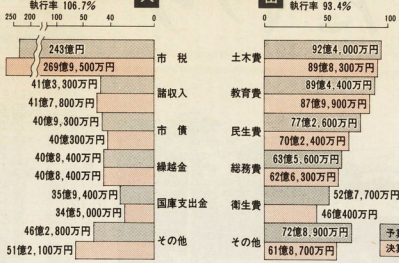 執行率 106.7%
入
250 200 100 0
市税
243億円
269億9,500万円
諸収入
41億3,300万円
41億7,800万円
市債
40億9,300万円
40億300万円
繰越金
40億8,400万円
40億8,400万円
国庫支出金
35億9,400万円
34億5,000万円
その他
46億2,800万円
51億2,100万円
執行率 93.4%
0 50 100
土木費
92億4,000万円
89億8,300万円
教育費
89億4,400万円
87億9,900万円
民生費
77億2,600万円
70億2,400万円
総務費
63億5,600万円
62億6,300万円
衛生費
52億7,700万円
46億400万円
その他
72億8,900万円
61億8,700万円
予算
決算